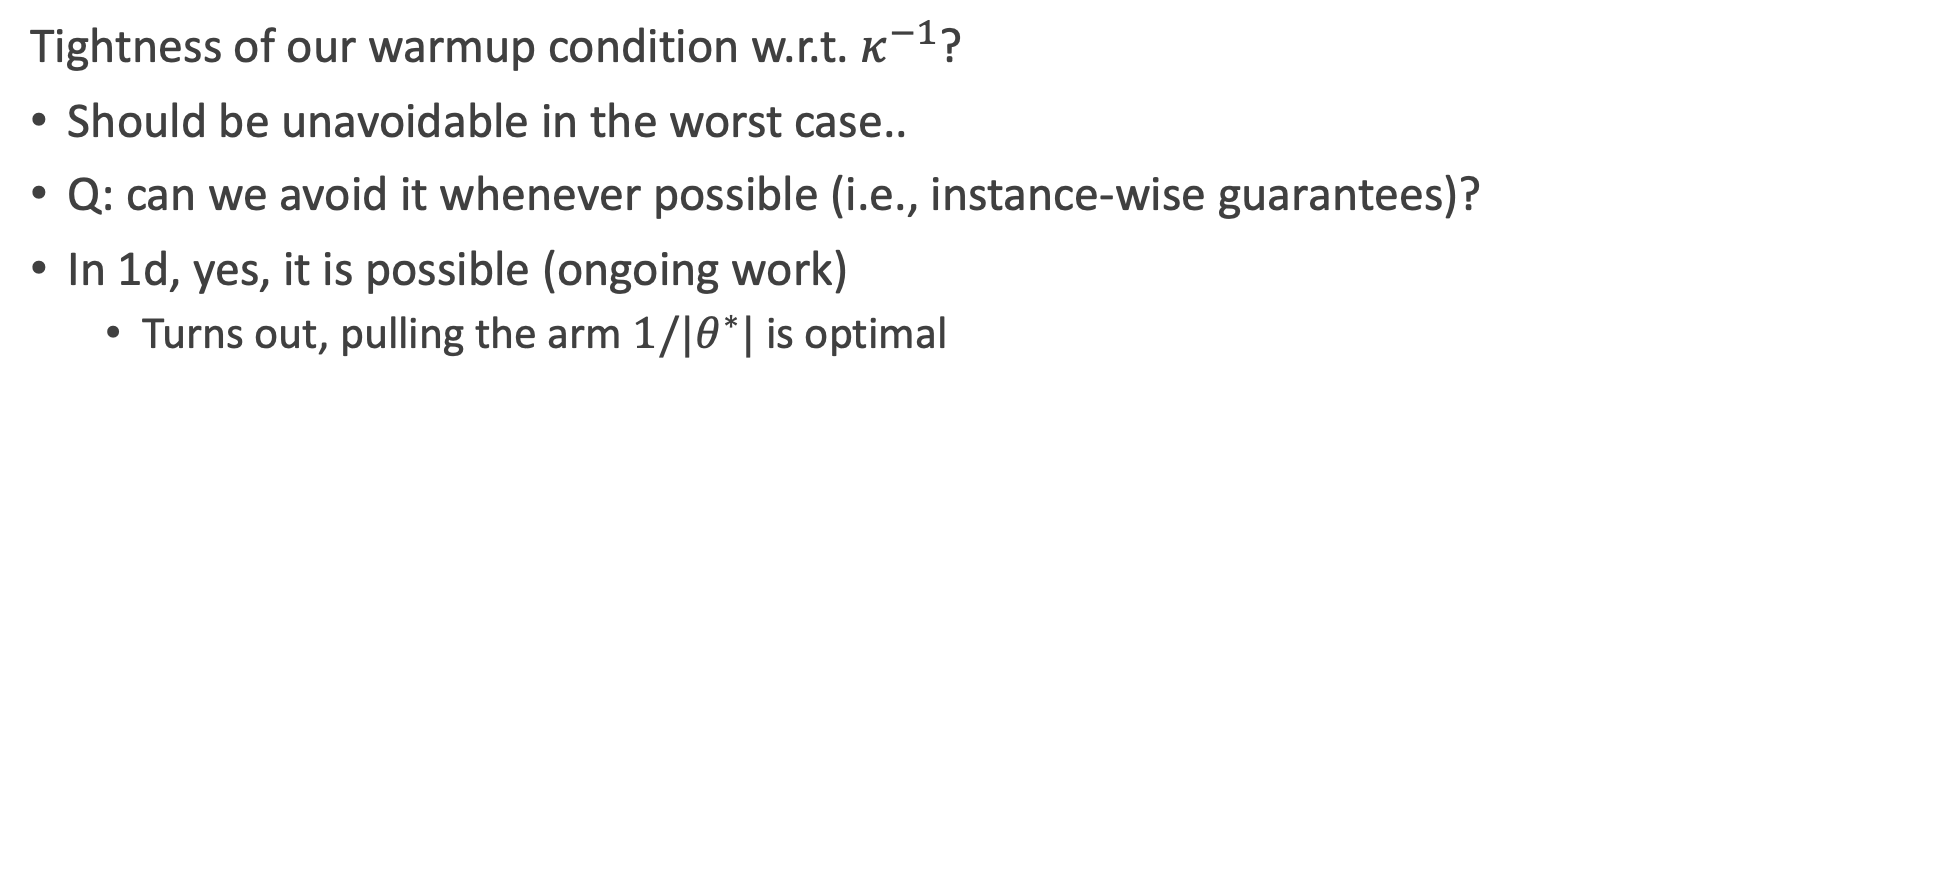 Tightness of our warmup condition w.r.t. κ⁻¹?
• Should be unavoidable in the worst case..
• Q: can we avoid it whenever possible (i.e., instance-wise guarantees)?
• In 1d, yes, it is possible (ongoing work)
• Turns out, pulling the arm 1/|θ*| is optimal